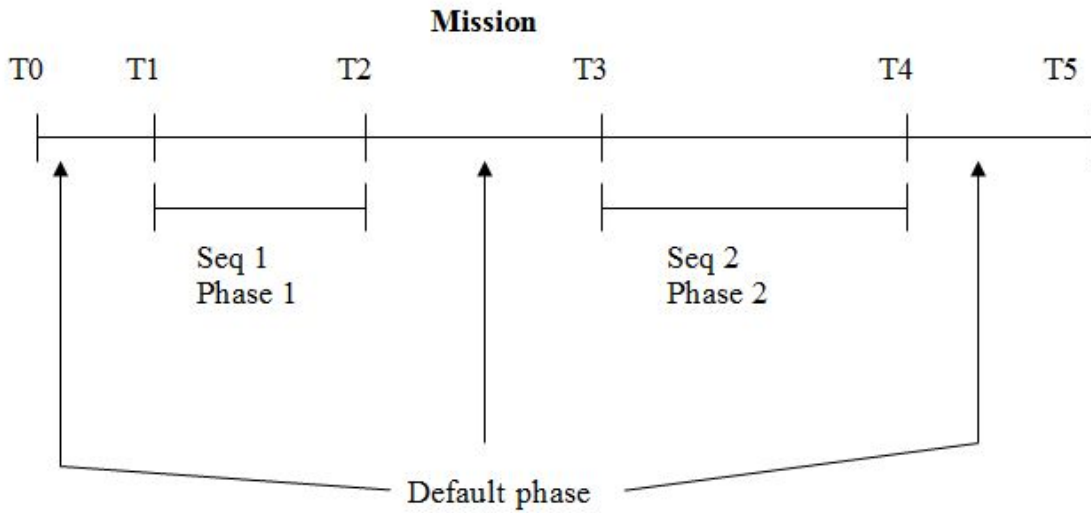 Mission
T0 T1 T2 T3 T4 T5
Seq 1
Phase 1
Seq 2
Phase 2
Default phase